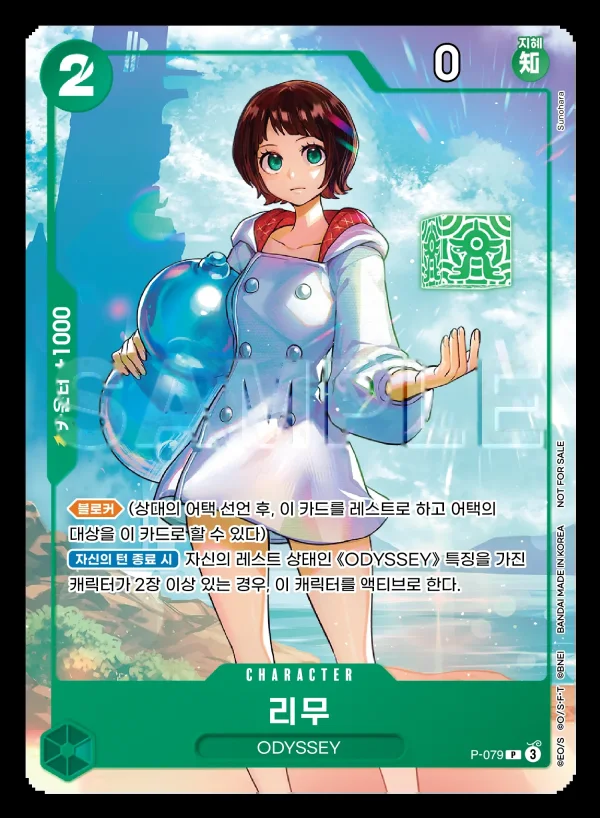 2
0
지혜
知
Sunohara
카운터 +1000
SAMPLE
블로커 (상대의 어택 선언 후, 이 카드를 레스트로 하고 어택의
대상을 이 카드로 할 수 있다)
자신의 턴 종료 시 자신의 레스트 상태인 《ODYSSEY》 특징을 가진
캐릭터가 2장 이상 있는 경우, 이 캐릭터를 액티브로 한다.
CHARACTER
리무
ODYSSEY
P-079 P 3
©EO/S ©O/S·F·T ©BNEI BANDAI MADE IN KOREA NOT FOR SALE